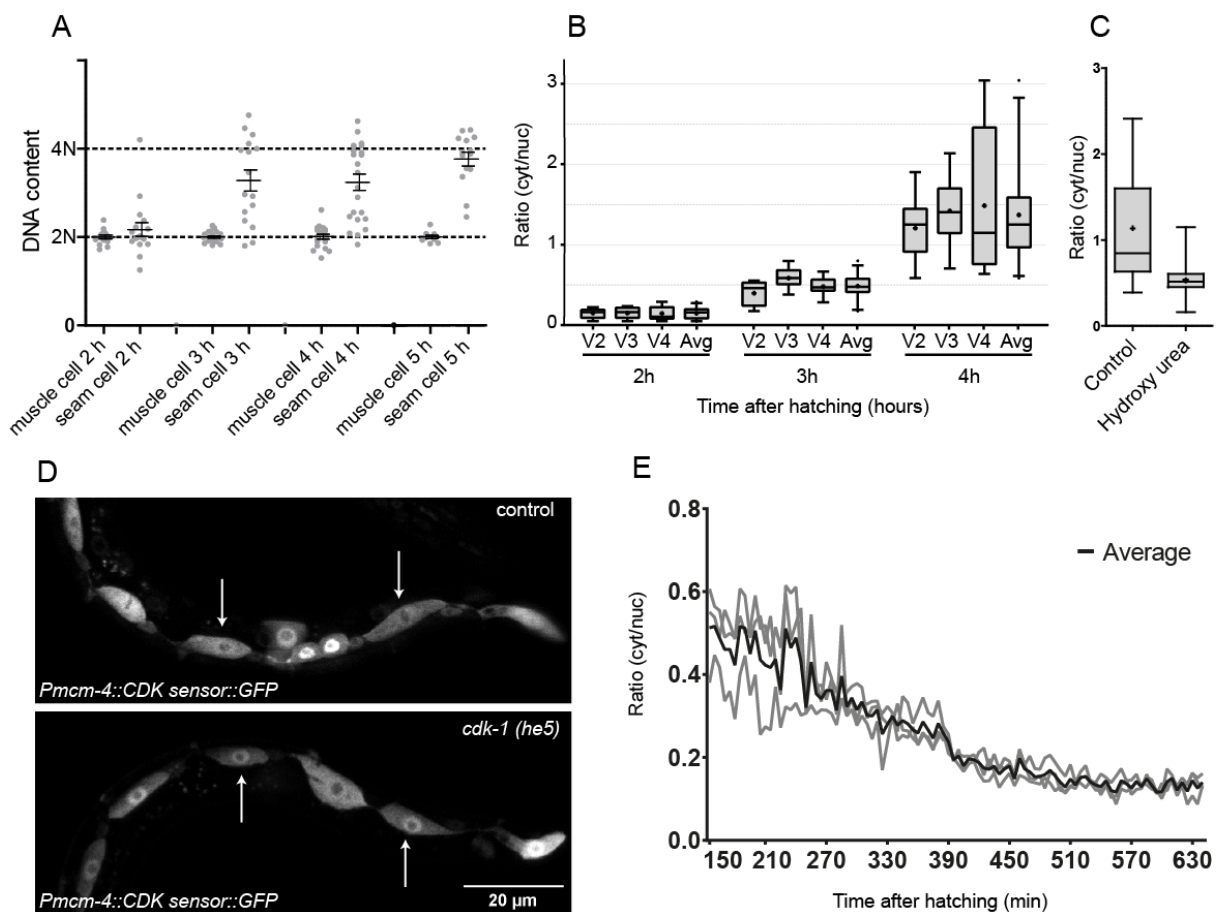 A
DNA content
4N
2N
0
muscle cell 2 h
seam cell 2 h
muscle cell 3 h
seam cell 3 h
muscle cell 4 h
seam cell 4 h
muscle cell 5 h
seam cell 5 h
B
Ratio (cyt/nuc)
3
2
1
0
V2 V3 V4 Avg V2 V3 V4 Avg V2 V3 V4 Avg
2h 3h 4h
Time after hatching (hours)
C
Ratio (cyt/nuc)
3
2
1
0
Control
Hydroxy urea
D
control
Pmcm-4::CDK sensor::GFP
cdk-1 (he5)
Pmcm-4::CDK sensor::GFP
20 µm
E
Ratio (cyt/nuc)
0.8
0.6
0.4
0.2
0.0
Average
150 210 270 330 390 450 510 570 630
Time after hatching (min)